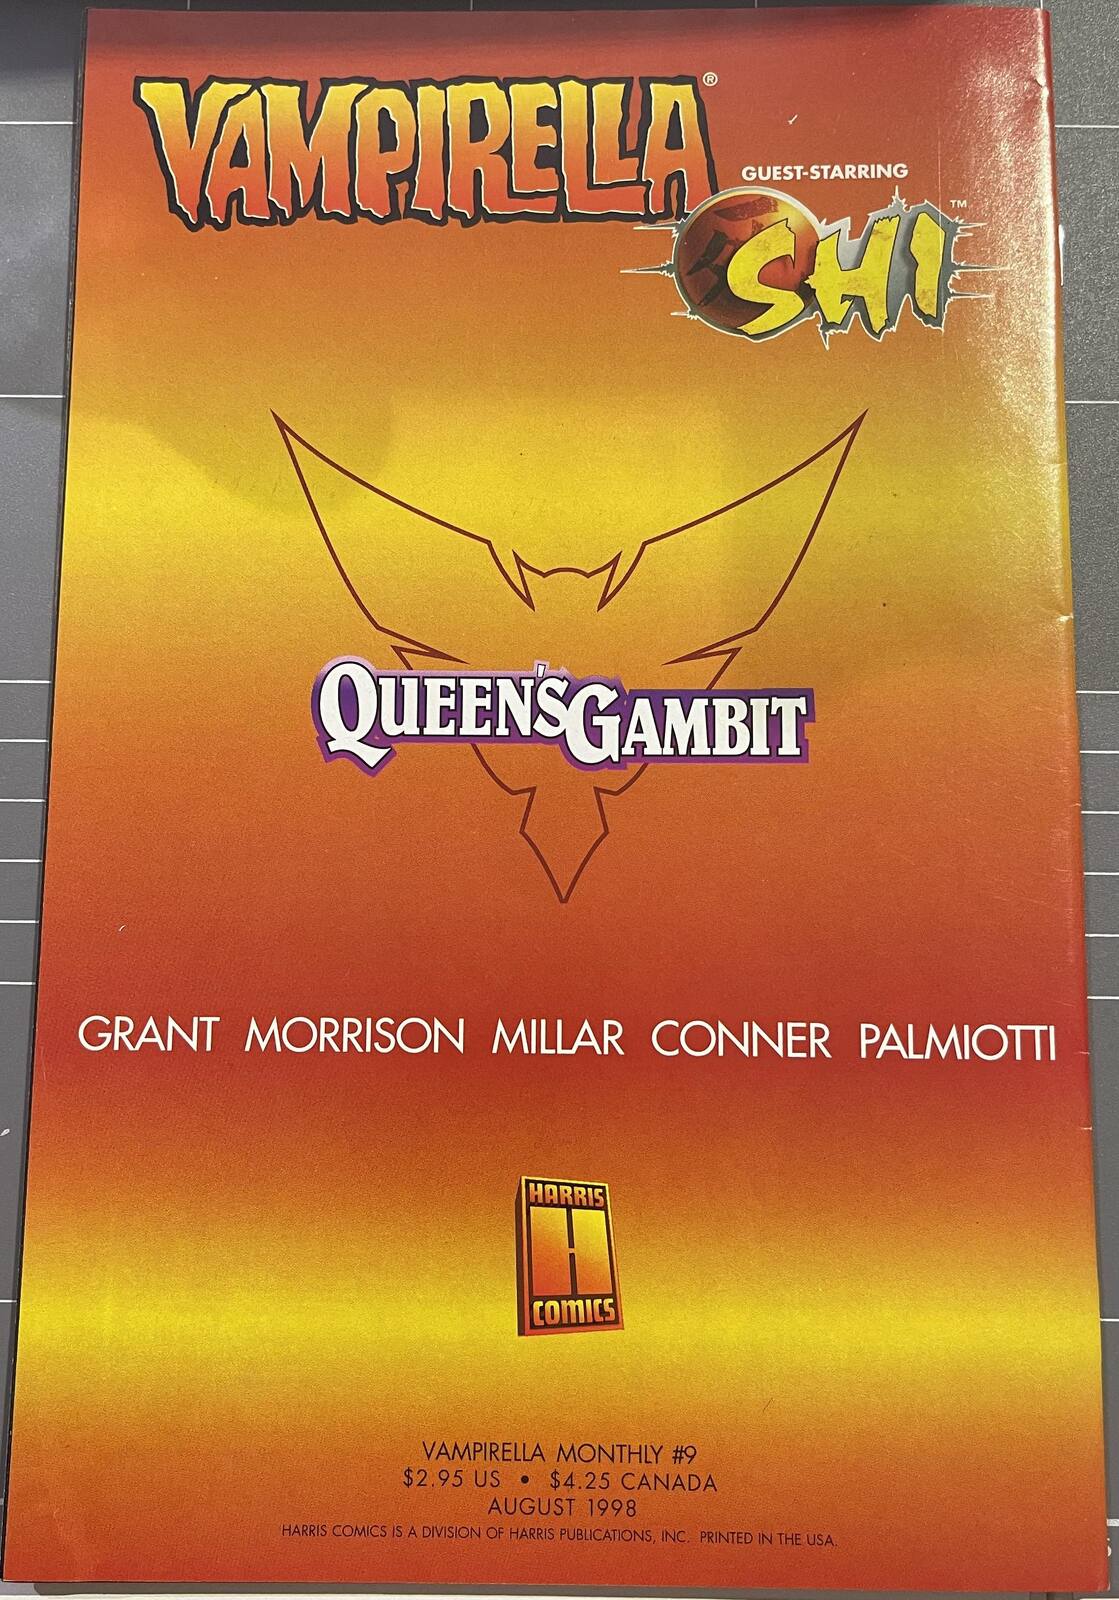 VAMPIRELLA®
GUEST-STARRING
SHI™
QUEEN'S GAMBIT
GRANT MORRISON MILLAR CONNER PALMIOTTI
HARRIS
H
COMICS
VAMPIRELLA MONTHLY #9
$2.95 US • $4.25 CANADA
AUGUST 1998
HARRIS COMICS IS A DIVISION OF HARRIS PUBLICATIONS, INC. PRINTED IN THE USA.